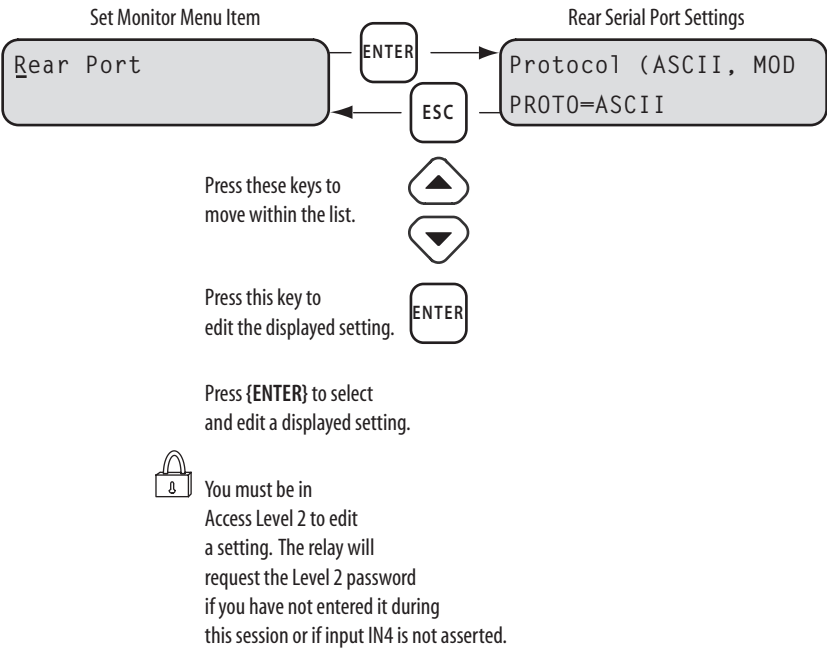 Set Monitor Menu Item
Rear Serial Port Settings
Rear Port
ENTER
Protocol (ASCII, MOD
PROTO=ASCII
ESC
Press these keys to
move within the list.
Press this key to
edit the displayed setting.
ENTER
Press {ENTER} to select
and edit a displayed setting.
You must be in
Access Level 2 to edit
a setting. The relay will
request the Level 2 password
if you have not entered it during
this session or if input IN4 is not asserted.